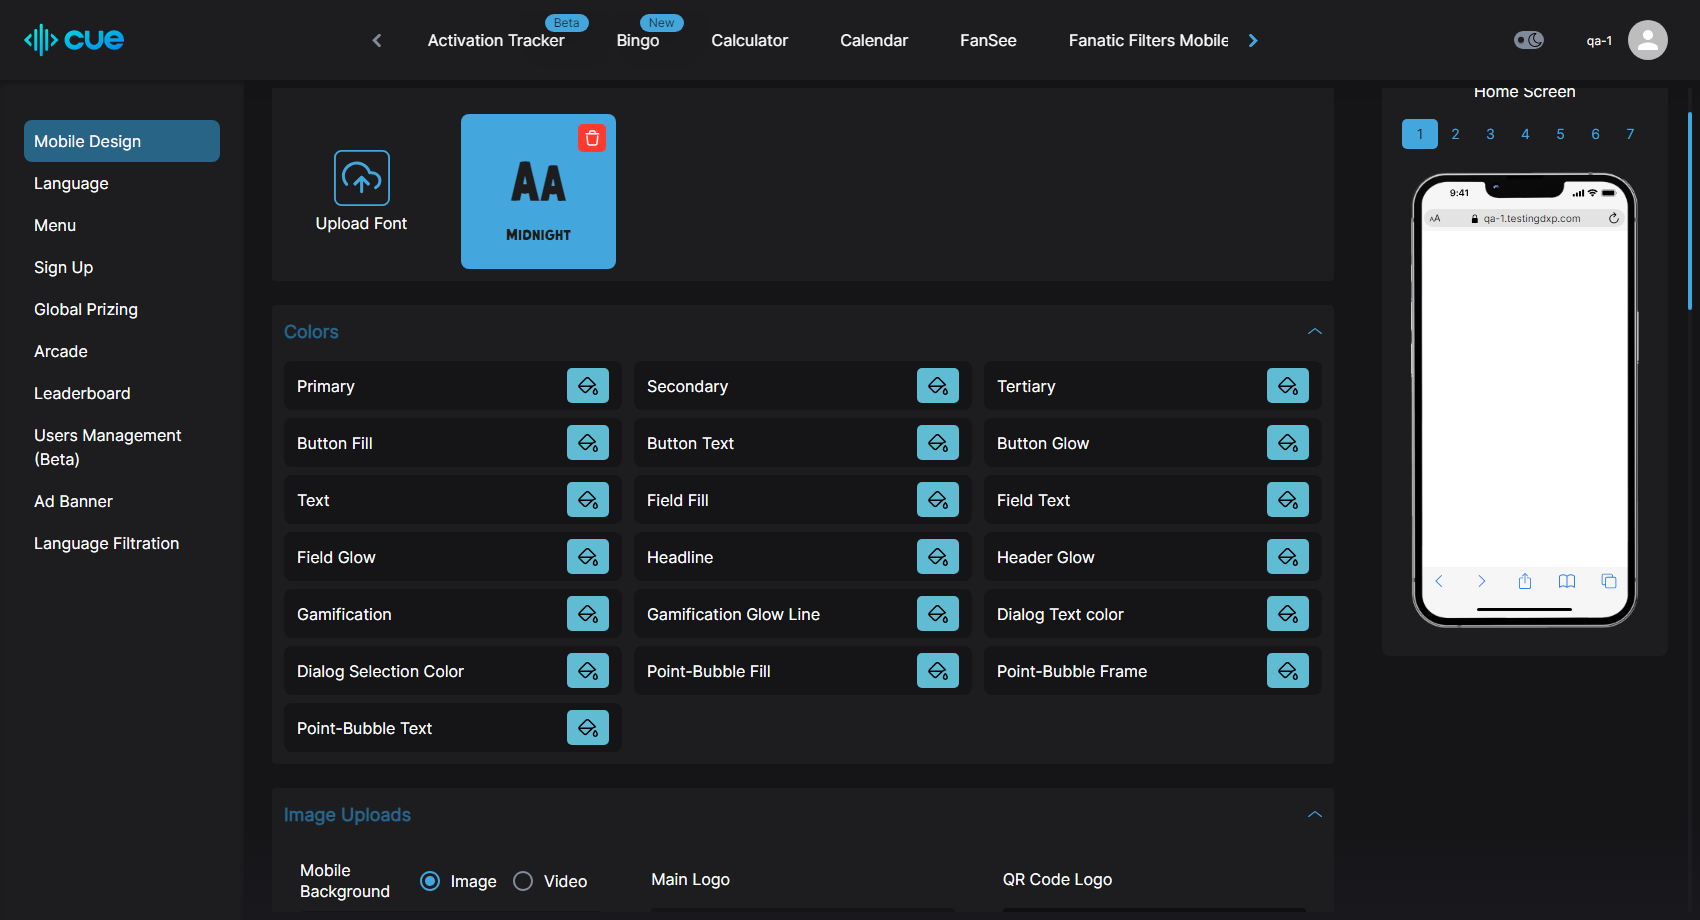 cue
Activation Tracker
Beta
Bingo
New
Calculator
Calendar
FanSee
Fanatic Filters Mobile
qa-1
Mobile Design
Language
Menu
Sign Up
Global Prizing
Arcade
Leaderboard
Users Management
(Beta)
Ad Banner
Language Filtration
Upload Font
AA
MIDNIGHT
Colors
Primary
Secondary
Tertiary
Button Fill
Button Text
Button Glow
Text
Field Fill
Field Text
Field Glow
Headline
Header Glow
Gamification
Gamification Glow Line
Dialog Text color
Dialog Selection Color
Point-Bubble Fill
Point-Bubble Frame
Point-Bubble Text
Image Uploads
Mobile
Background
Image
Video
Main Logo
QR Code Logo
Home Screen
1 2 3 4 5 6 7
9:41
AA qa-1.testingdxp.com